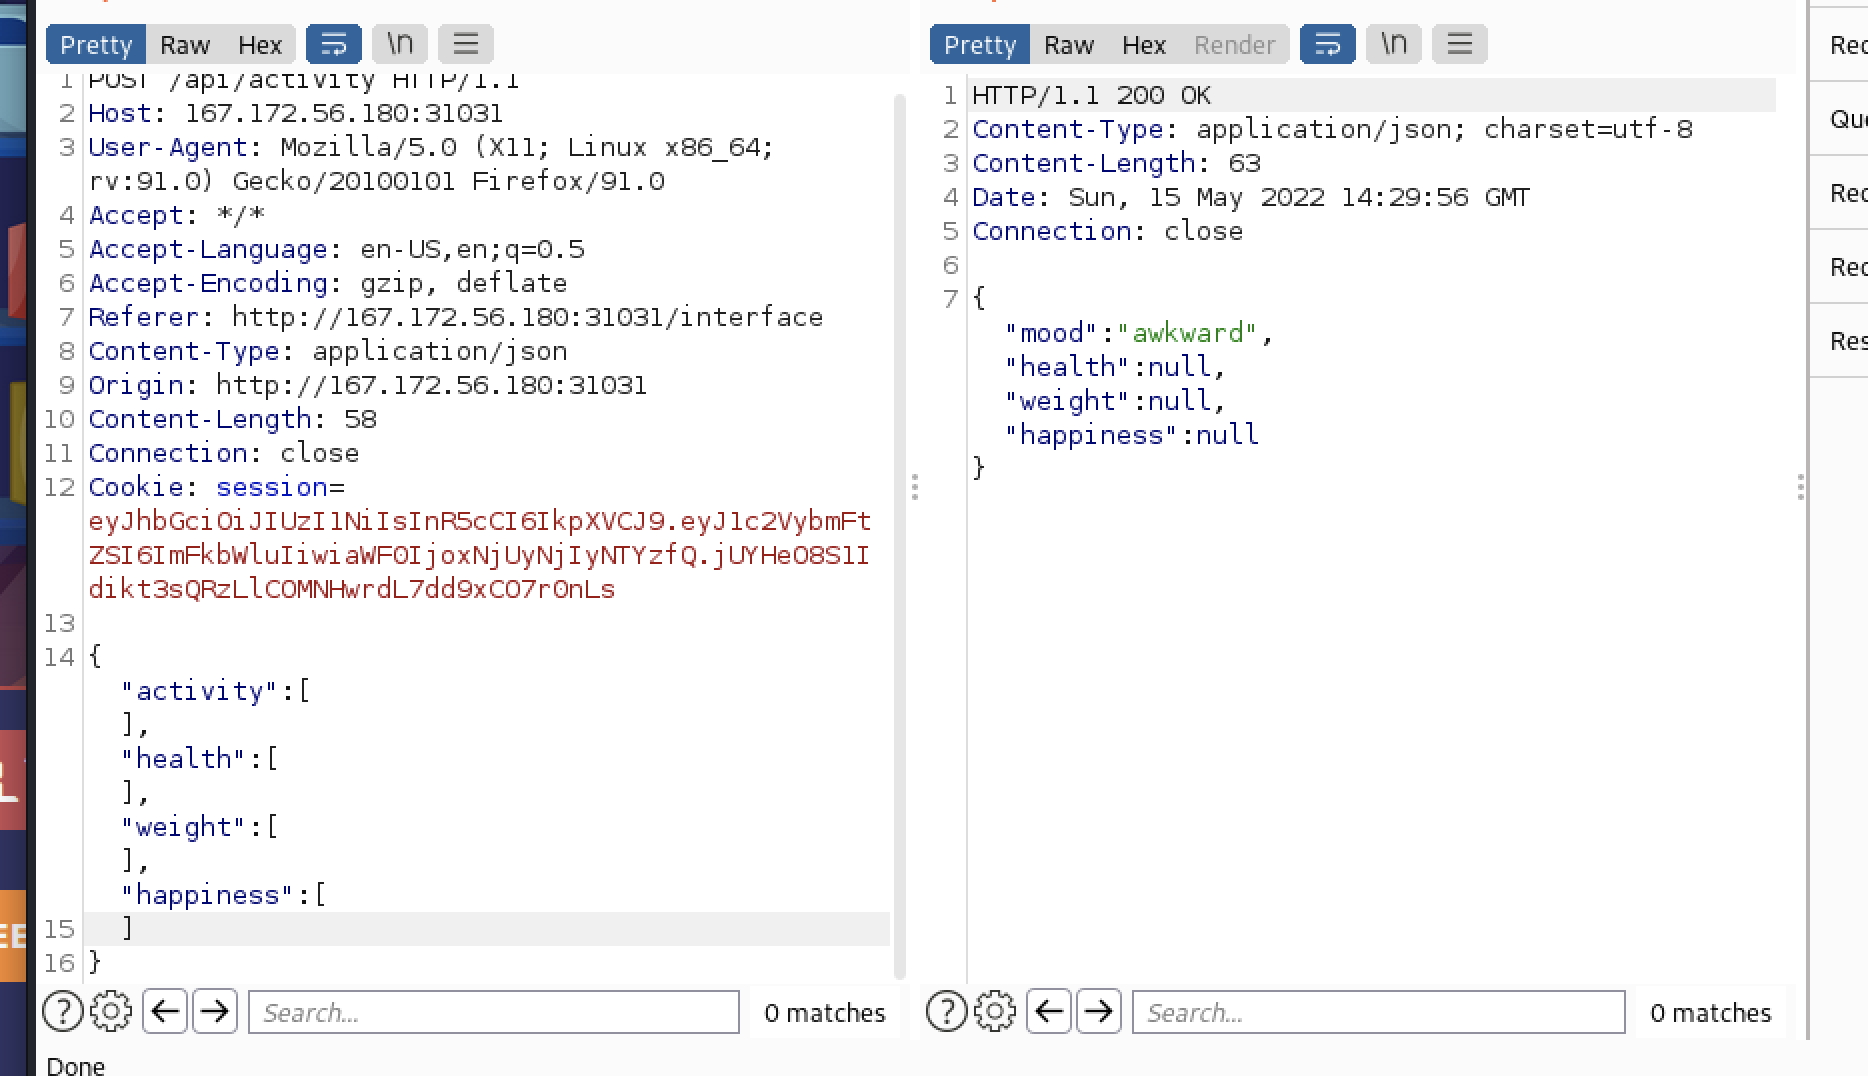 Pretty Raw Hex \n
1 POST /api/activity HTTP/1.1
2 Host: 167.172.56.180:31031
3 User-Agent: Mozilla/5.0 (X11; Linux x86_64;
rv:91.0) Gecko/20100101 Firefox/91.0
4 Accept: */*
5 Accept-Language: en-US,en;q=0.5
6 Accept-Encoding: gzip, deflate
7 Referer: http://167.172.56.180:31031/interface
8 Content-Type: application/json
9 Origin: http://167.172.56.180:31031
10 Content-Length: 58
11 Connection: close
12 Cookie: session=
eyJhbGciOiJIUzI1NiIsInR5cCI6IkpXVCJ9.eyJ1c2VybmFt
ZSI6ImFkbWluIiwiaWF0IjoxNjUyNjIyNTYzfQ.jUYHeO8S1I
dikt3sQRzLlCOMNHwrdL7dd9xCO7r0nLs
13
14 {
"activity":[
],
"health":[
],
"weight":[
],
"happiness":[
15 ]
16 }
Search...
0 matches
Done
Pretty Raw Hex Render \n
1 HTTP/1.1 200 OK
2 Content-Type: application/json; charset=utf-8
3 Content-Length: 63
4 Date: Sun, 15 May 2022 14:29:56 GMT
5 Connection: close
6
7 {
"mood":"awkward",
"health":null,
"weight":null,
"happiness":null
}
Search...
0 matches